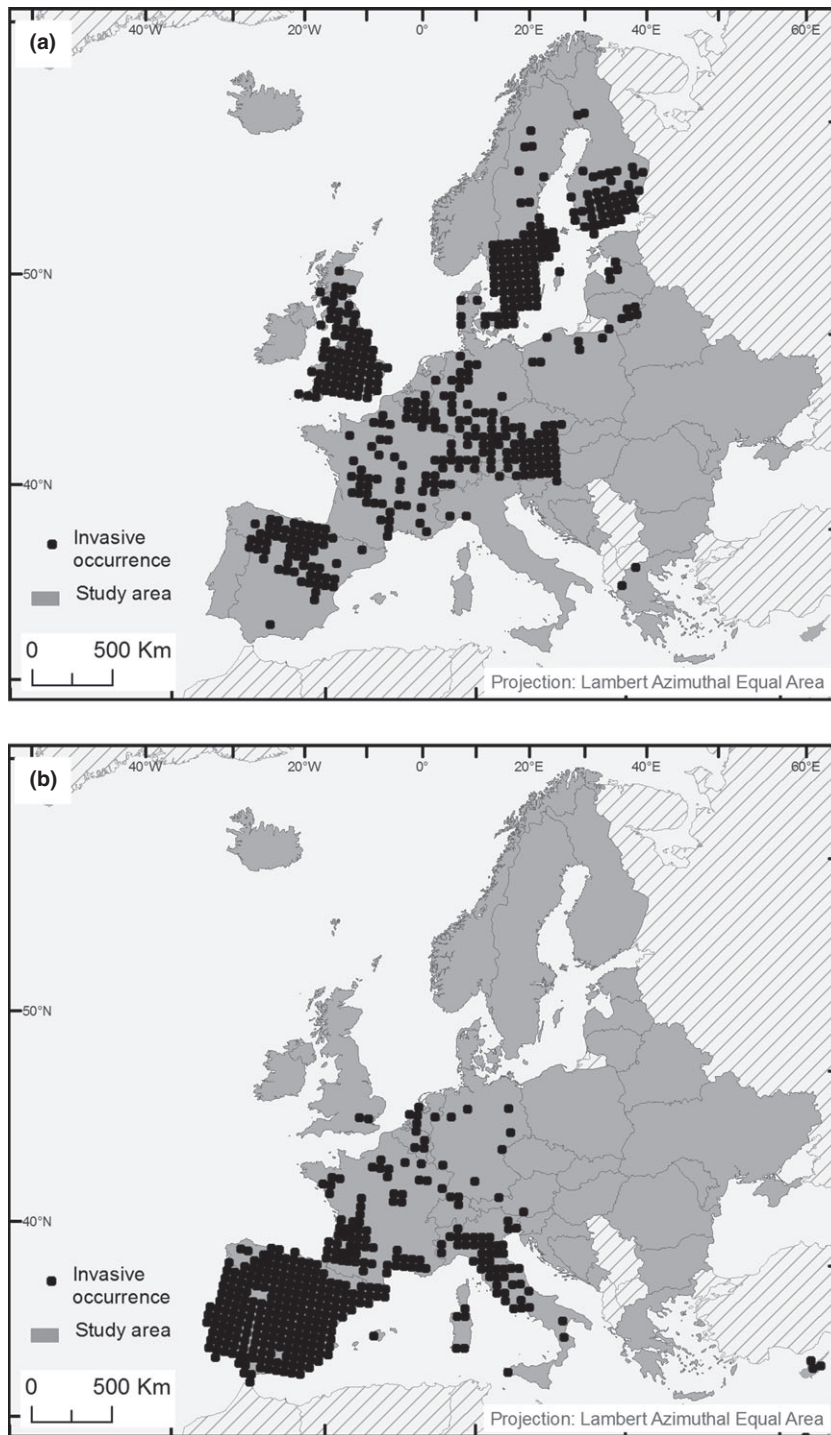 (a)
40°W 20°W 0° 20°E 40°E 60°E
50°N
40°N
Invasive
occurrence
Study area
0 500 Km
Projection: Lambert Azimuthal Equal Area
(b)
40°W 20°W 0° 20°E 40°E 60°E
50°N
40°N
Invasive
occurrence
Study area
0 500 Km
Projection: Lambert Azimuthal Equal Area